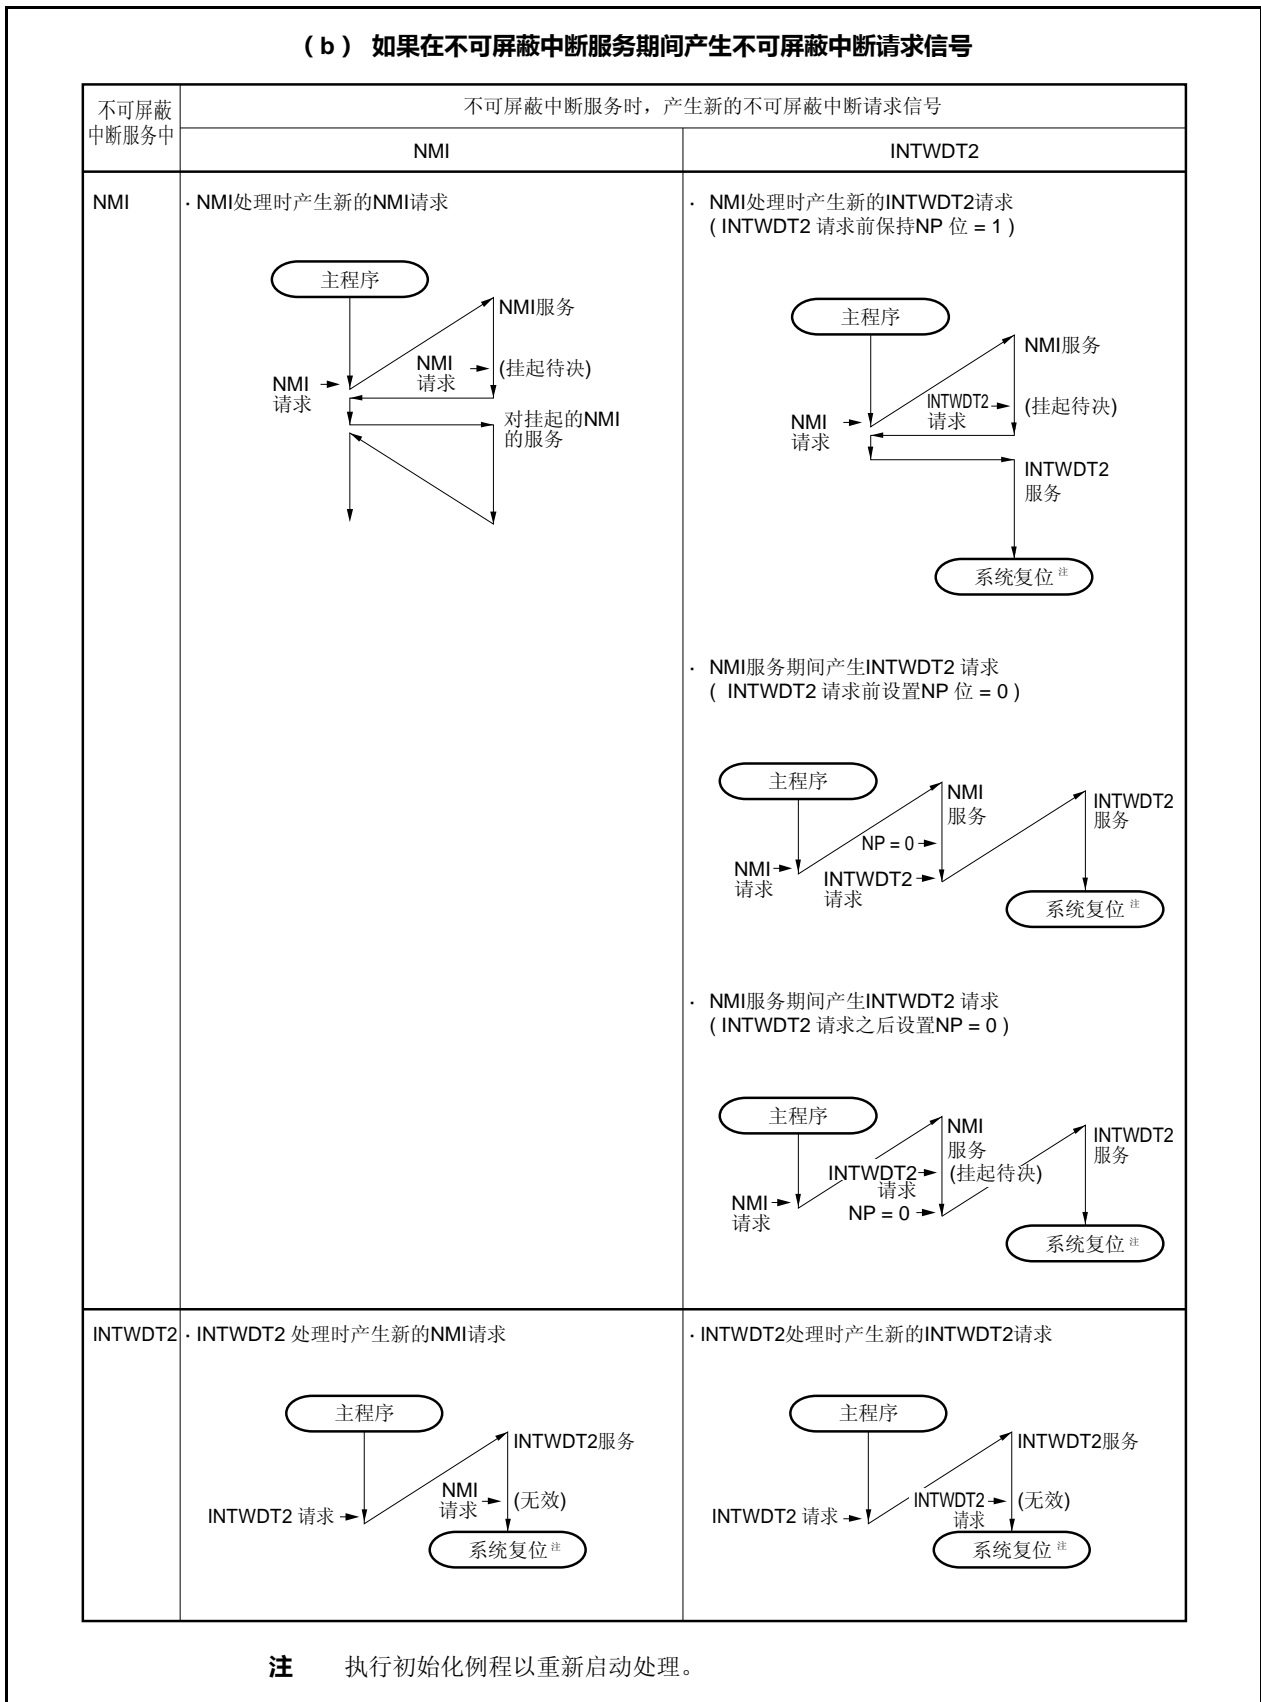 （b） 如果在不可屏蔽中断服务期间产生不可屏蔽中断请求信号
不可屏蔽
中断服务中
不可屏蔽中断服务时，产生新的不可屏蔽中断请求信号
NMI
INTWDT2
NMI
· NMI处理时产生新的NMI请求
主程序
NMI服务
NMI
请求
(挂起待决)
NMI
请求
对挂起的NMI
的服务
· NMI处理时产生新的INTWDT2请求
( INTWDT2 请求前保持NP 位 = 1 )
主程序
NMI服务
INTWDT2
请求
(挂起待决)
NMI
请求
INTWDT2
服务
系统复位 注
· NMI服务期间产生INTWDT2 请求
( INTWDT2 请求前设置NP 位 = 0 )
主程序
NMI
服务
INTWDT2
服务
NP = 0
NMI
请求
INTWDT2
请求
系统复位 注
· NMI服务期间产生INTWDT2 请求
( INTWDT2 请求之后设置NP = 0 )
主程序
NMI
服务
(挂起待决)
INTWDT2
服务
INTWDT2
请求
NMI
请求
NP = 0
系统复位 注
INTWDT2
· INTWDT2 处理时产生新的NMI请求
主程序
INTWDT2服务
NMI
请求
(无效)
INTWDT2 请求
系统复位 注
· INTWDT2处理时产生新的INTWDT2请求
主程序
INTWDT2服务
INTWDT2
请求
(无效)
INTWDT2 请求
系统复位 注
注 执行初始化例程以重新启动处理。